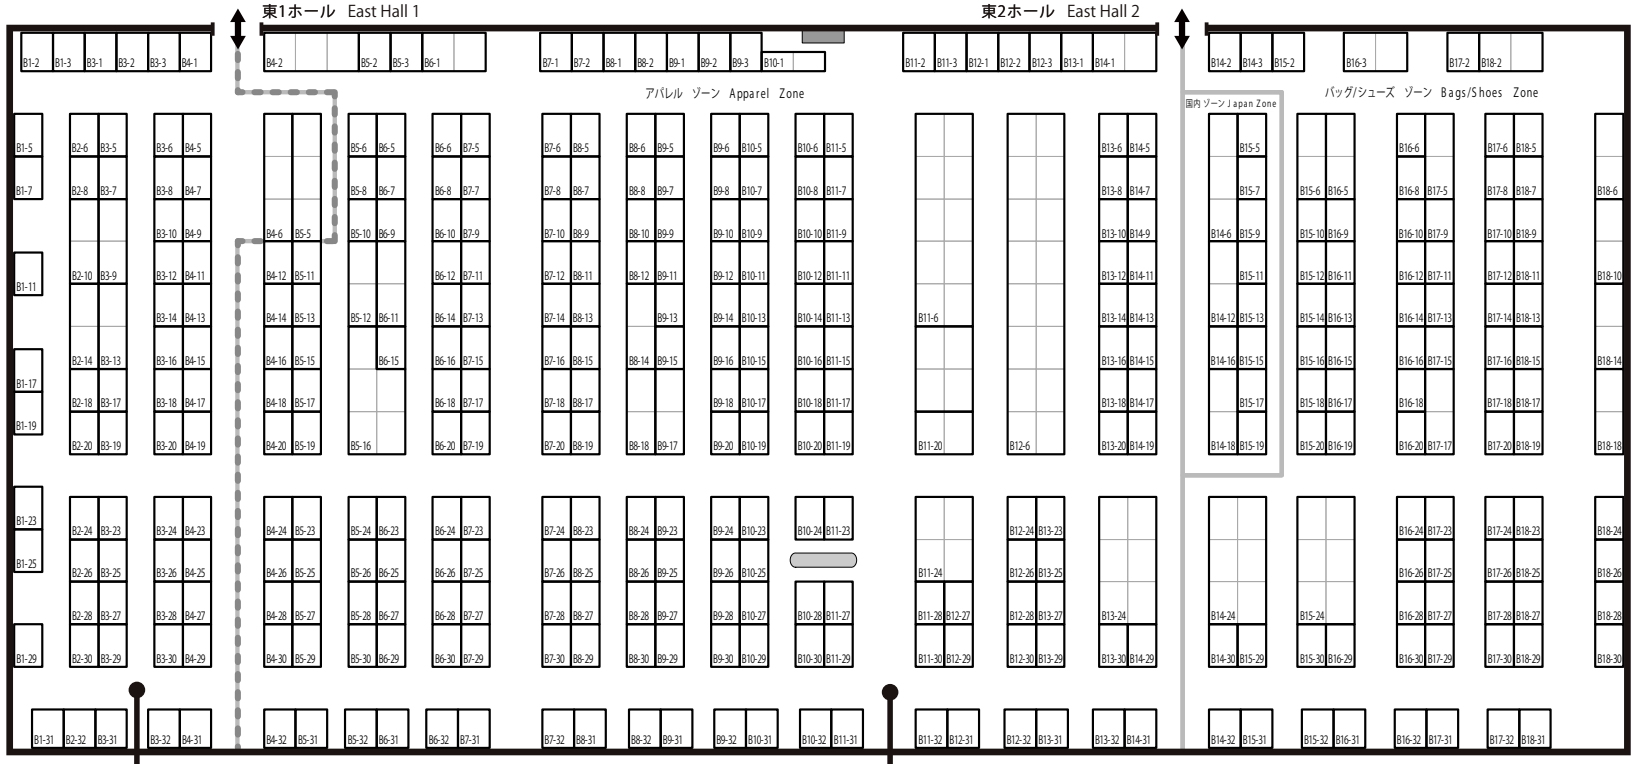 東1ホール East Hall 1 東2ホール East Hall 2
B1-2 B1-3 B3-1 B3-2 B3-3 B4-1 B4-2 B5-2 B5-3 B6-1 B7-1 B7-2 B8-1 B8-2 B9-1 B9-2 B9-3 B10-1 B11-2 B11-3 B12-1 B12-2 B12-3 B13-1 B14-1 B14-2 B14-3 B15-2 B16-3 B17-2 B18-2
アパレル ゾーン Apparel Zone バッグ/シューズ ゾーン Bags/Shoes Zone
国内 ゾーン Japan Zone
B1-5 B2-6 B3-5 B3-6 B4-5 B5-6 B6-5 B6-6 B7-5 B7-6 B8-5 B8-6 B9-5 B9-6 B10-5 B10-6 B11-5 B13-6 B14-5 B15-5 B16-6 B17-6 B18-5
B1-7 B2-8 B3-7 B3-8 B4-7 B5-8 B6-7 B6-8 B7-7 B7-8 B8-7 B8-8 B9-7 B9-8 B10-7 B10-8 B11-7 B13-8 B14-7 B15-7 B15-6 B16-5 B16-8 B17-5 B17-8 B18-7 B18-6
B3-10 B4-9 B4-6 B5-5 B5-10 B6-9 B6-10 B7-9 B7-10 B8-9 B8-10 B9-9 B9-10 B10-9 B10-10 B11-9 B13-10 B14-9 B14-6 B15-9 B15-10 B16-9 B16-10 B17-9 B17-10 B18-9
B1-11 B2-10 B3-9 B3-12 B4-11 B4-12 B5-11 B6-12 B7-11 B7-12 B8-11 B8-12 B9-11 B9-12 B10-11 B10-12 B11-11 B13-12 B14-11 B15-11 B15-12 B16-11 B16-12 B17-11 B17-12 B18-11 B18-10
B3-14 B4-13 B4-14 B5-13 B5-12 B6-11 B6-14 B7-13 B7-14 B8-13 B9-13 B9-14 B10-13 B10-14 B11-13 B11-6 B13-14 B14-13 B14-12 B15-13 B15-14 B16-13 B16-14 B17-13 B17-14 B18-13
B1-17 B2-14 B3-13 B3-16 B4-15 B4-16 B5-15 B6-15 B6-16 B7-15 B7-16 B8-15 B8-14 B9-15 B9-16 B10-15 B10-16 B11-15 B13-16 B14-15 B14-16 B15-15 B15-16 B16-15 B16-16 B17-15 B17-16 B18-15 B18-14
B1-19 B2-18 B3-17 B3-18 B4-17 B4-18 B5-17 B6-18 B7-17 B7-18 B8-17 B9-18 B10-17 B10-18 B11-17 B13-18 B14-17 B15-17 B15-18 B16-17 B16-18 B17-18 B18-17
B2-20 B3-19 B3-20 B4-19 B4-20 B5-19 B5-16 B6-20 B7-19 B7-20 B8-19 B8-18 B9-17 B9-20 B10-19 B10-20 B11-19 B11-20 B12-6 B13-20 B14-19 B14-18 B15-19 B15-20 B16-19 B16-20 B17-17 B17-20 B18-19 B18-18
B1-23 B2-24 B3-23 B3-24 B4-23 B4-24 B5-23 B5-24 B6-23 B6-24 B7-23 B7-24 B8-23 B8-24 B9-23 B9-24 B10-23 B10-24 B11-23 B12-24 B13-23 B16-24 B17-23 B17-24 B18-23 B18-24
B1-25 B2-26 B3-25 B3-26 B4-25 B4-26 B5-25 B5-26 B6-25 B6-26 B7-25 B7-26 B8-25 B8-26 B9-25 B9-26 B10-25 B11-24 B12-26 B13-25 B16-26 B17-25 B17-26 B18-25 B18-26
B2-28 B3-27 B3-28 B4-27 B4-28 B5-27 B5-28 B6-27 B6-28 B7-27 B7-28 B8-27 B8-28 B9-27 B9-28 B10-27 B10-28 B11-27 B11-28 B12-27 B12-28 B13-27 B13-24 B14-24 B15-24 B16-28 B17-27 B17-28 B18-27 B18-28
B1-29 B2-30 B3-29 B3-30 B4-29 B4-30 B5-29 B5-30 B6-29 B6-30 B7-29 B7-30 B8-29 B8-30 B9-29 B9-30 B10-29 B10-30 B11-29 B11-30 B12-29 B12-30 B13-29 B13-30 B14-29 B14-30 B15-29 B15-30 B16-29 B16-30 B17-29 B17-30 B18-29 B18-30
B1-31 B2-32 B3-31 B3-32 B4-31 B4-32 B5-31 B5-32 B6-31 B6-32 B7-31 B7-32 B8-31 B8-32 B9-31 B9-32 B10-31 B10-32 B11-31 B11-32 B12-31 B12-32 B13-31 B13-32 B14-31 B14-32 B15-31 B15-32 B16-31 B16-32 B17-31 B17-32 B18-31